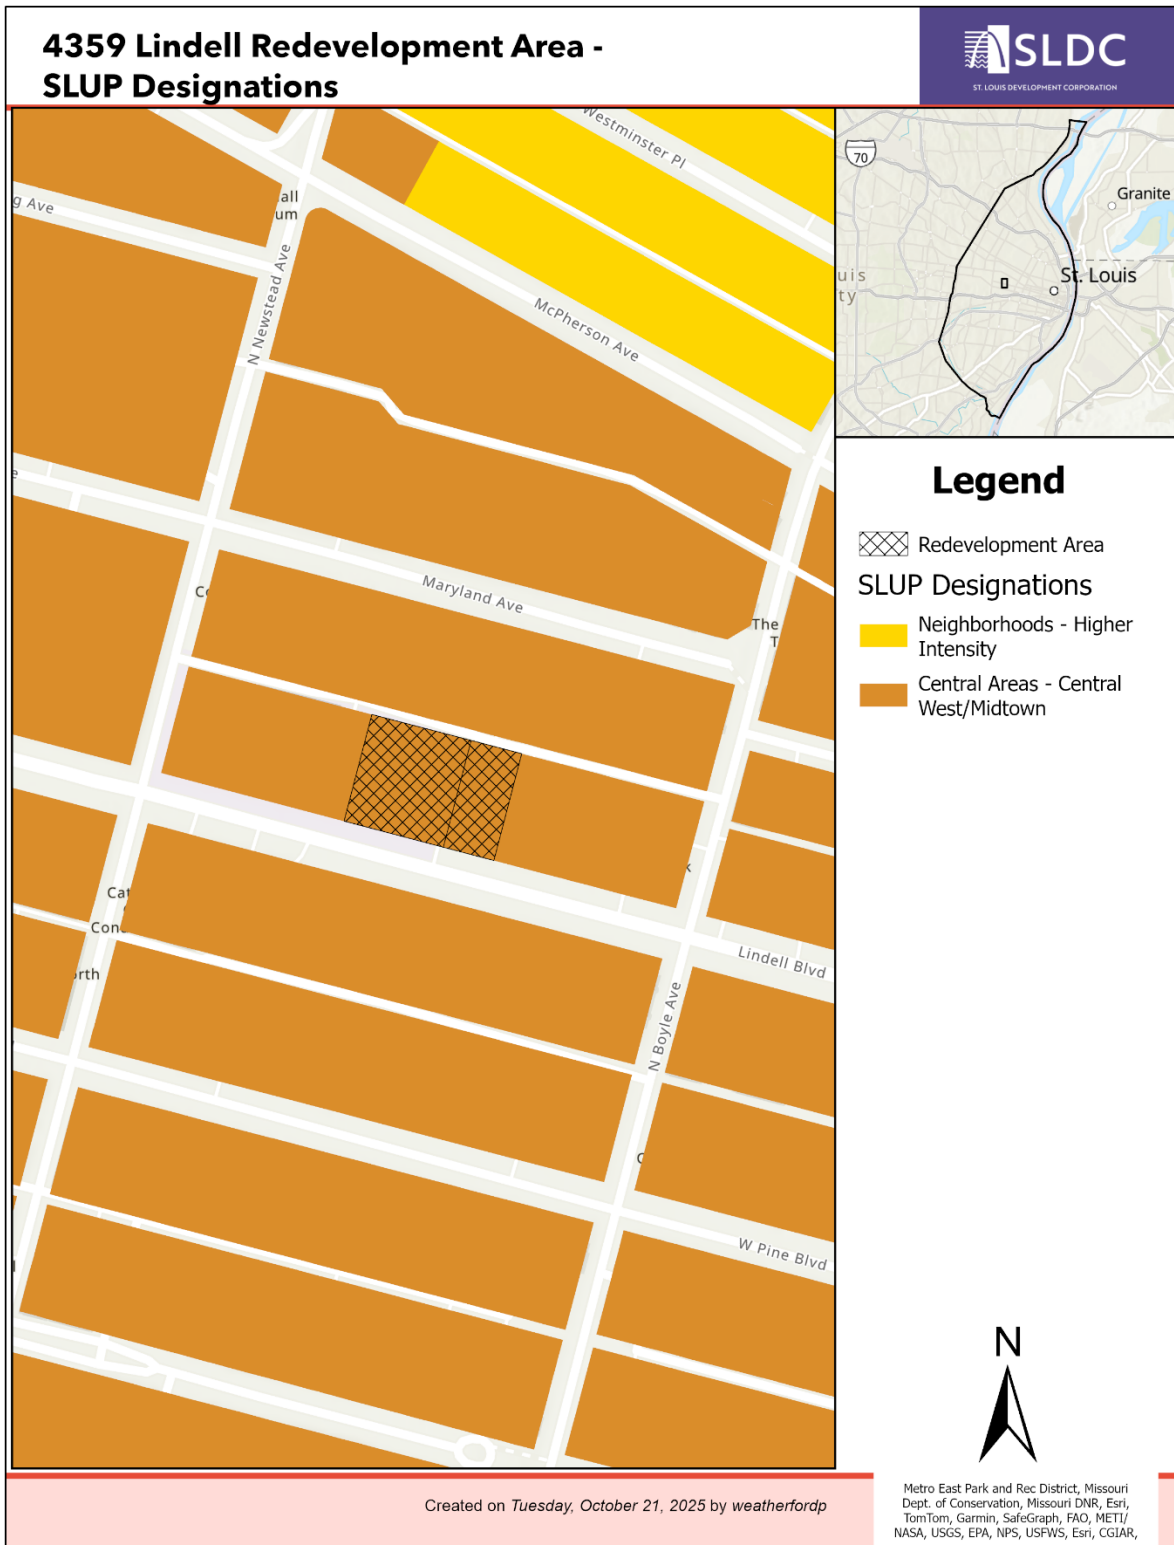 4359 Lindell Redevelopment Area -
SLUP Designations
SLDC
ST. LOUIS DEVELOPMENT CORPORATION
Westminster Pl
70
Granite
St. Louis
McPherson Ave
N Newstead Ave
Maryland Ave
The
Lindell Blvd
N Boyle Ave
W Pine Blvd
Legend
Redevelopment Area
SLUP Designations
Neighborhoods - Higher
Intensity
Central Areas - Central
West/Midtown
N
Created on Tuesday, October 21, 2025 by weatherfordp
Metro East Park and Rec District, Missouri
Dept. of Conservation, Missouri DNR, Esri,
TomTom, Garmin, SafeGraph, FAO, METI/
NASA, USGS, EPA, NPS, USFWS, Esri, CGIAR,